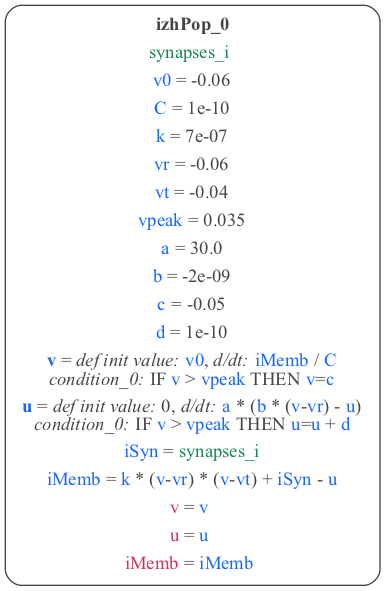 izhPop_0
synapses_i
v0 = -0.06
C = 1e-10
k = 7e-07
vr = -0.06
vt = -0.04
vpeak = 0.035
a = 30.0
b = -2e-09
c = -0.05
d = 1e-10
v = def init value: v0, d/dt: iMemb / C
condition_0: IF v > vpeak THEN v=c
u = def init value: 0, d/dt: a * (b * (v-vr) - u)
condition_0: IF v > vpeak THEN u=u + d
iSyn = synapses_i
iMemb = k * (v-vr) * (v-vt) + iSyn - u
v = v
u = u
iMemb = iMemb